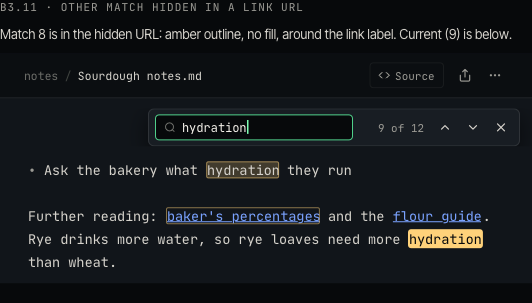 B3.11 · OTHER MATCH HIDDEN IN A LINK URL
Match 8 is in the hidden URL: amber outline, no fill, around the link label. Current (9) is below.
notes / Sourdough notes.md
<> Source
hydration
9 of 12
• Ask the bakery what hydration they run
Further reading: baker's percentages and the flour guide.
Rye drinks more water, so rye loaves need more hydration
than wheat.